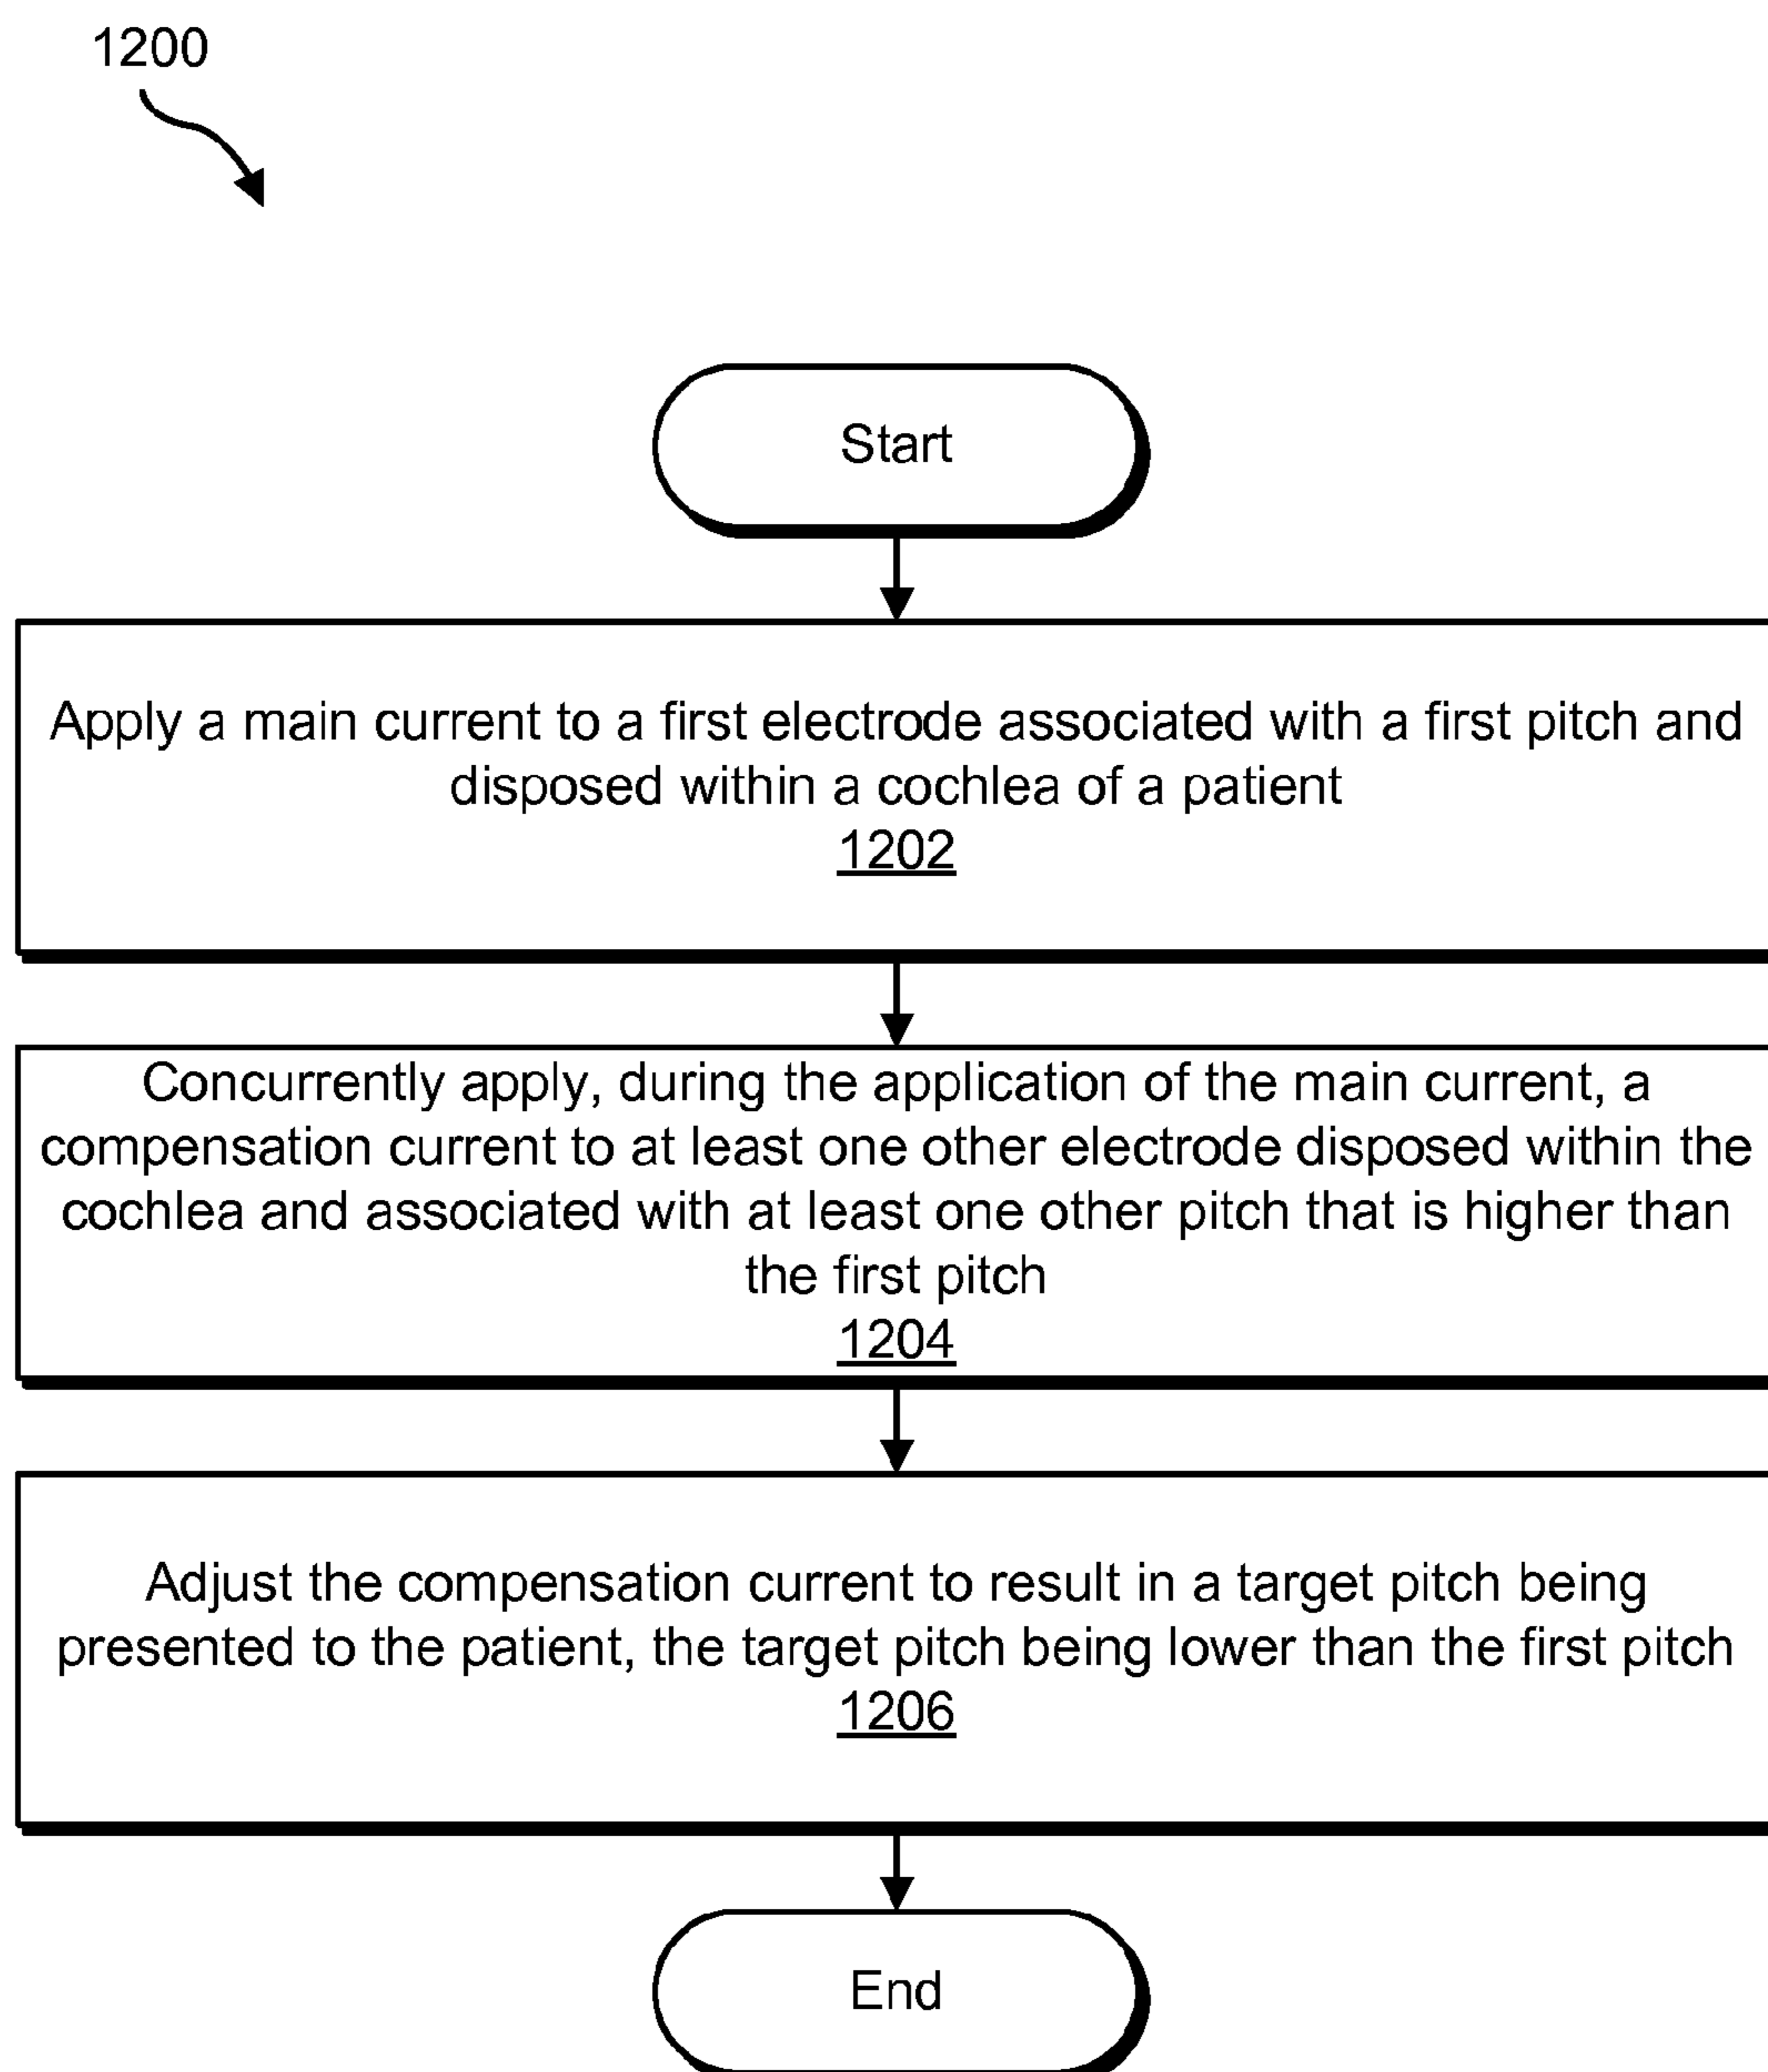 1200
Start
Apply a main current to a first electrode associated with a first pitch and
disposed within a cochlea of a patient
1202
Concurrently apply, during the application of the main current, a
compensation current to at least one other electrode disposed within the
cochlea and associated with at least one other pitch that is higher than
the first pitch
1204
Adjust the compensation current to result in a target pitch being
presented to the patient, the target pitch being lower than the first pitch
1206
End